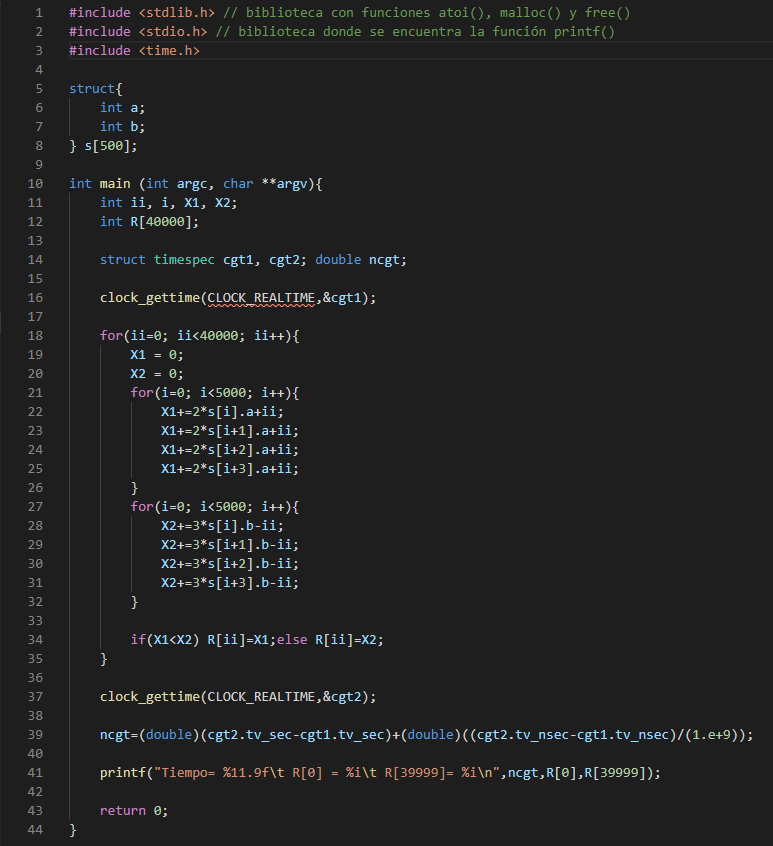 1 #include <stdlib.h> // biblioteca con funciones atoi(), malloc() y free()
2 #include <stdio.h> // biblioteca donde se encuentra la función printf()
3 #include <time.h>
4
5 struct{
6     int a;
7     int b;
8 } s[500];
9
10 int main (int argc, char **argv){
11     int ii, i, X1, X2;
12     int R[40000];
13
14     struct timespec cgt1, cgt2; double ncgt;
15
16     clock_gettime(CLOCK_REALTIME,&cgt1);
17
18     for(ii=0; ii<40000; ii++){
19         X1 = 0;
20         X2 = 0;
21         for(i=0; i<5000; i++){
22             X1+=2*s[i].a+ii;
23             X1+=2*s[i+1].a+ii;
24             X1+=2*s[i+2].a+ii;
25             X1+=2*s[i+3].a+ii;
26         }
27         for(i=0; i<5000; i++){
28             X2+=3*s[i].b-ii;
29             X2+=3*s[i+1].b-ii;
30             X2+=3*s[i+2].b-ii;
31             X2+=3*s[i+3].b-ii;
32         }
33
34         if(X1<X2) R[ii]=X1;else R[ii]=X2;
35     }
36
37     clock_gettime(CLOCK_REALTIME,&cgt2);
38
39     ncgt=(double)(cgt2.tv_sec-cgt1.tv_sec)+(double)((cgt2.tv_nsec-cgt1.tv_nsec)/(1.e+9));
40
41     printf("Tiempo= %11.9f\t R[0] = %i\t R[39999]= %i\n",ncgt,R[0],R[39999]);
42
43     return 0;
44 }